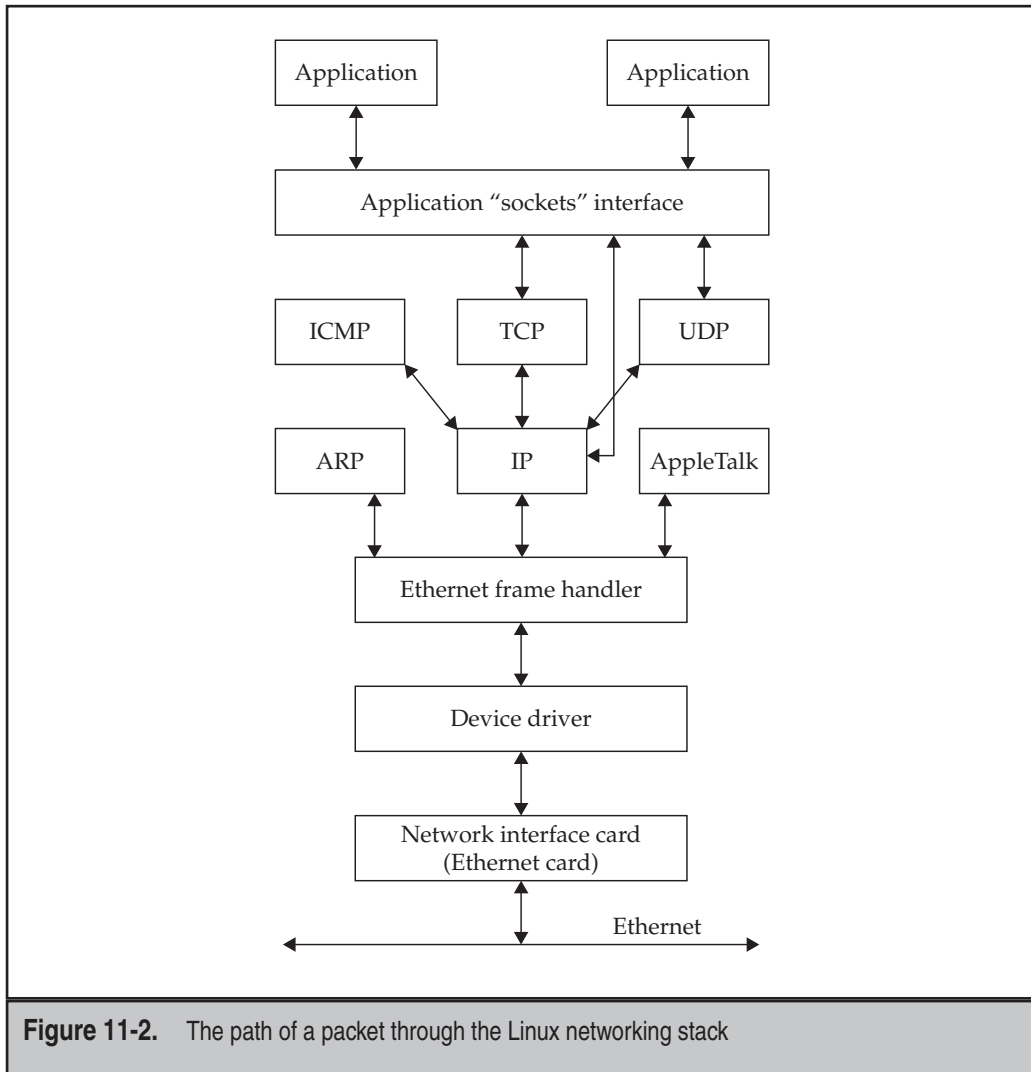 Application
Application
Application “sockets” interface
ICMP
TCP
UDP
ARP
IP
AppleTalk
Ethernet frame handler
Device driver
Network interface card
(Ethernet card)
Ethernet
Figure 11-2. The path of a packet through the Linux networking stack